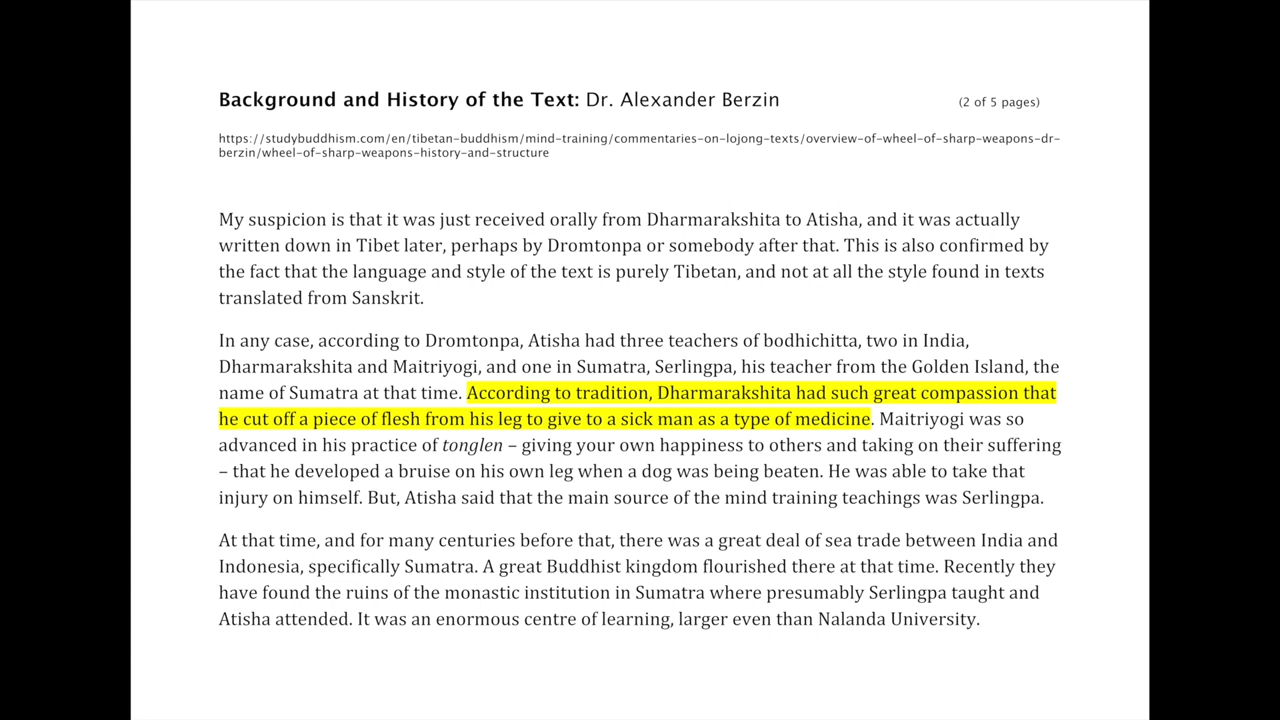 Background and History of the Text: Dr. Alexander Berzin (2 of 5 pages)
https://studybuddhism.com/en/tibetan-buddhism/mind-training/commentaries-on-lojong-texts/overview-of-wheel-of-sharp-weapons-dr-
berzin/wheel-of-sharp-weapons-history-and-structure
My suspicion is that it was just received orally from Dharmarakshita to Atisha, and it was actually
written down in Tibet later, perhaps by Dromtonpa or somebody after that. This is also confirmed by
the fact that the language and style of the text is purely Tibetan, and not at all the style found in texts
translated from Sanskrit.
In any case, according to Dromtonpa, Atisha had three teachers of bodhichitta, two in India,
Dharmarakshita and Maitriyogi, and one in Sumatra, Serlingpa, his teacher from the Golden Island, the
name of Sumatra at that time. According to tradition, Dharmarakshita had such great compassion that
he cut off a piece of flesh from his leg to give to a sick man as a type of medicine. Maitriyogi was so
advanced in his practice of tonglen – giving your own happiness to others and taking on their suffering
– that he developed a bruise on his own leg when a dog was being beaten. He was able to take that
injury on himself. But, Atisha said that the main source of the mind training teachings was Serlingpa.
At that time, and for many centuries before that, there was a great deal of sea trade between India and
Indonesia, specifically Sumatra. A great Buddhist kingdom flourished there at that time. Recently they
have found the ruins of the monastic institution in Sumatra where presumably Serlingpa taught and
Atisha attended. It was an enormous centre of learning, larger even than Nalanda University.